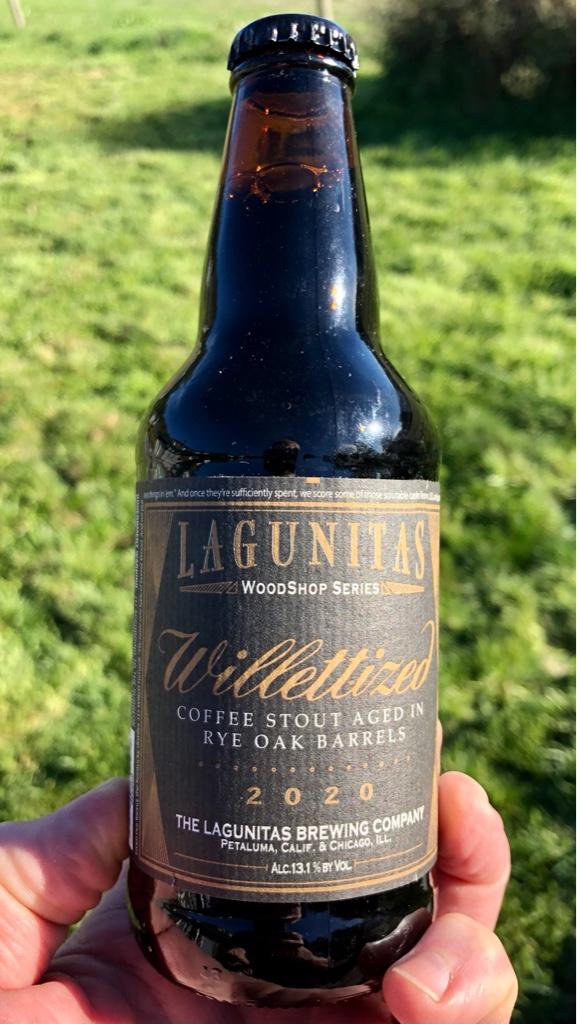 And once they're sufficiently spent, we score some of those
LAGUNITAS
WOODSHOP SERIES
Willettized
COFFEE STOUT AGED IN
RYE OAK BARRELS
2020
THE LAGUNITAS BREWING COMPANY
PETALUMA, CALIF. & CHICAGO, ILL.
ALC.13.1% BY VOL.